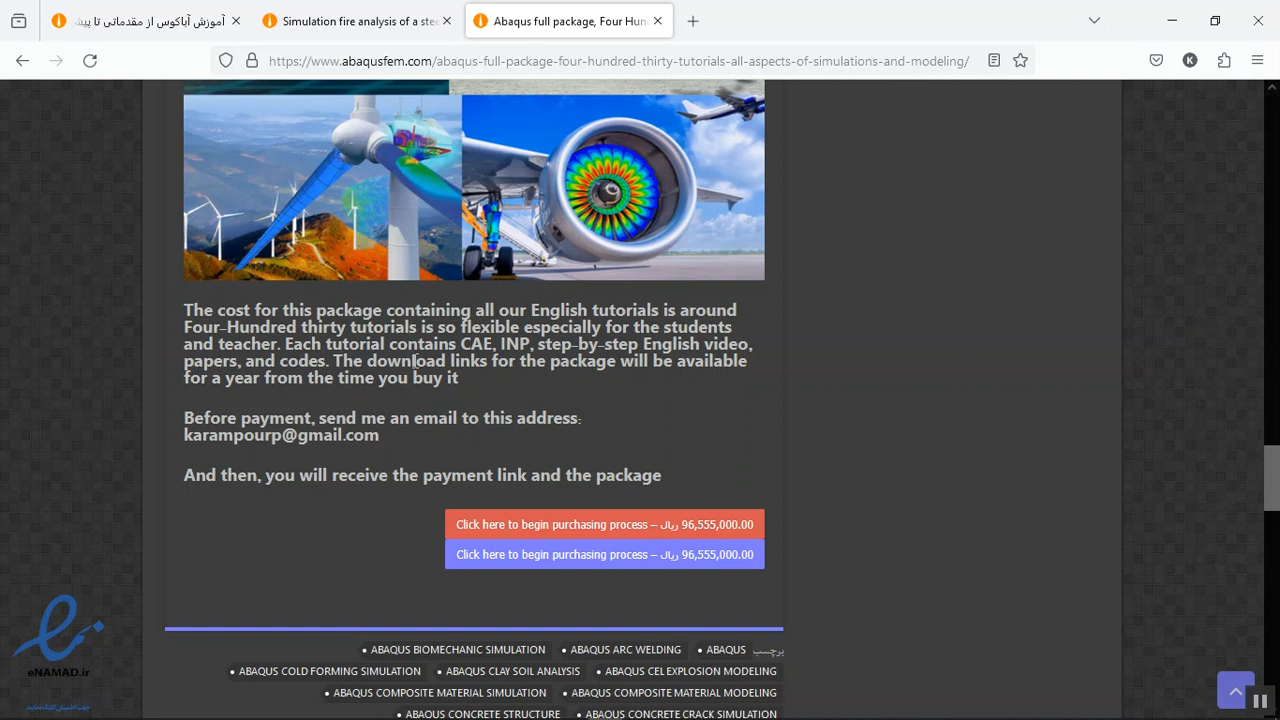 آموزش آباکوس از مقدماتی تا پیش
Simulation fire analysis of a stee
Abaqus full package, Four Hun
https://www.abaqusfem.com/abaqus-full-package-four-hundred-thirty-tutorials-all-aspects-of-simulations-and-modeling/
K
The cost for this package containing all our English tutorials is around
Four-Hundred thirty tutorials is so flexible especially for the students
and teacher. Each tutorial contains CAE, INP, step-by-step English video,
papers, and codes. The download links for the package will be available
for a year from the time you buy it
Before payment, send me an email to this address:
karampourp@gmail.com
And then, you will receive the payment link and the package
Click here to begin purchasing process – ریال 96,555,000.00
Click here to begin purchasing process – ریال 96,555,000.00
eNAMAD.ir
جهت اطمینان کلیک نمایید
• ABAQUS BIOMECHANIC SIMULATION • ABAQUS ARC WELDING • ABAQUS برچسب
• ABAQUS COLD FORMING SIMULATION • ABAQUS CLAY SOIL ANALYSIS • ABAQUS CEL EXPLOSION MODELING
• ABAQUS COMPOSITE MATERIAL SIMULATION • ABAQUS COMPOSITE MATERIAL MODELING
• ABAQUS CONCRETE STRUCTURE • ABAQUS CONCRETE CRACK SIMULATION